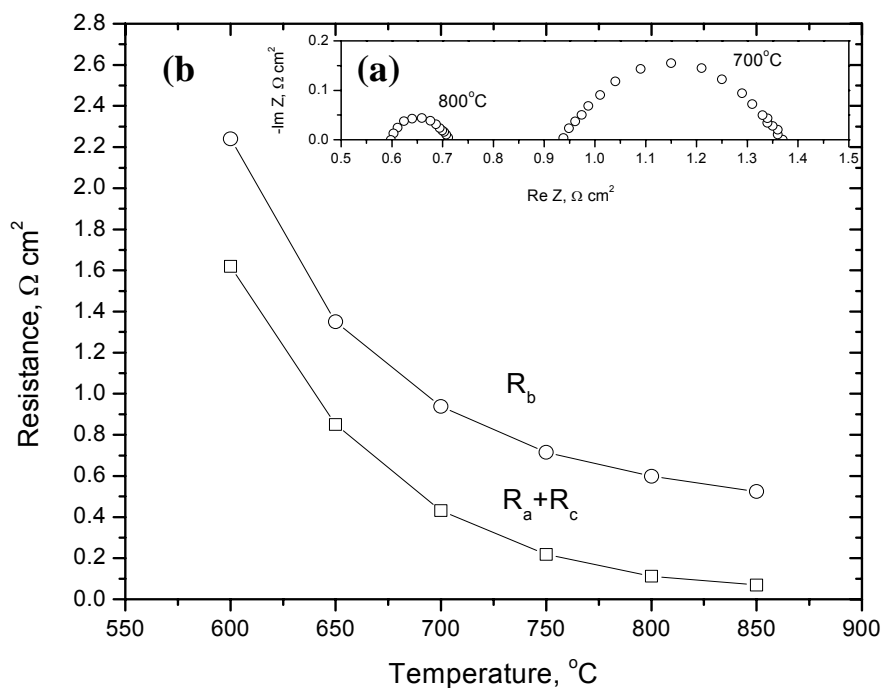 (b)
(a)
800°C
700°C
-Im Z, Ω cm²
0.2
0.1
0.0
0.5 0.6 0.7 0.8 0.9 1.0 1.1 1.2 1.3 1.4 1.5
Re Z, Ω cm²
Resistance, Ω cm²
2.8
2.6
2.4
2.2
2.0
1.8
1.6
1.4
1.2
1.0
0.8
0.6
0.4
0.2
0.0
R_b
R_a+R_c
550 600 650 700 750 800 850 900
Temperature, °C